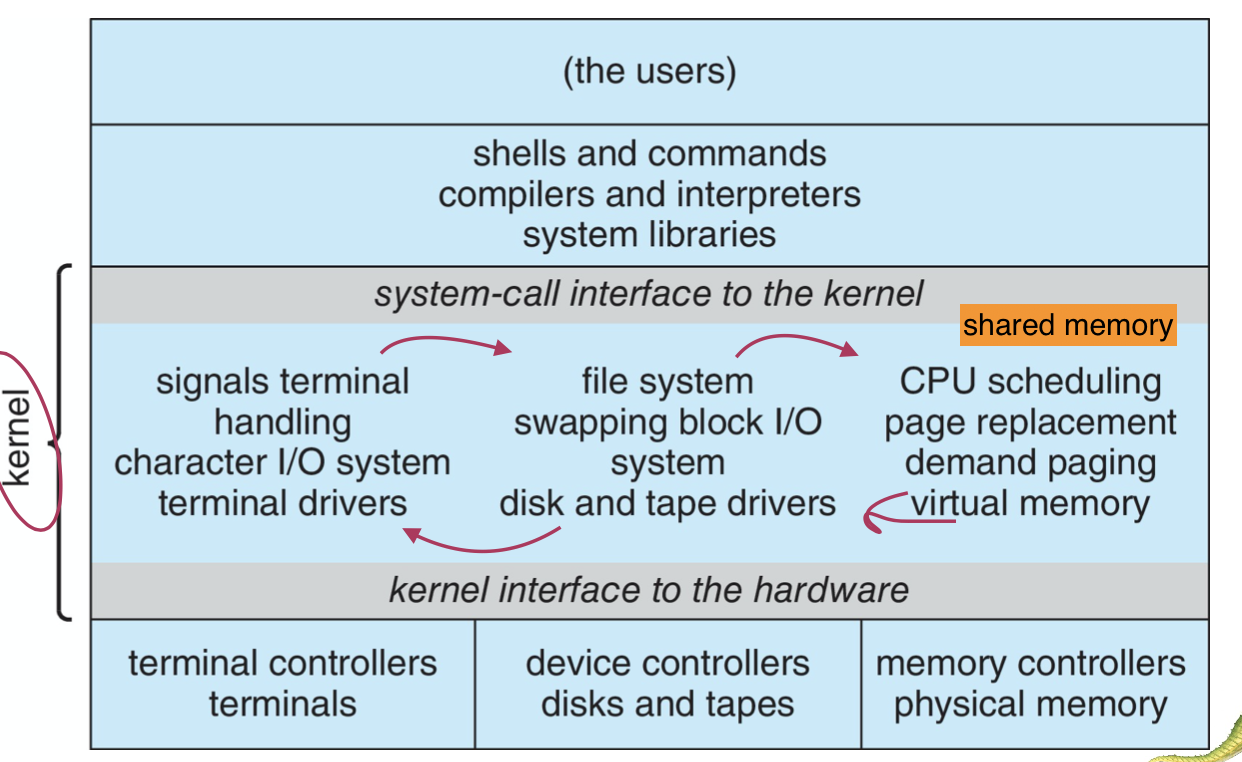 (the users)
shells and commands
compilers and interpreters
system libraries
kernel
system-call interface to the kernel
shared memory
signals terminal
handling
character I/O system
terminal drivers
file system
swapping block I/O
system
disk and tape drivers
CPU scheduling
page replacement
demand paging
virtual memory
kernel interface to the hardware
terminal controllers
terminals
device controllers
disks and tapes
memory controllers
physical memory